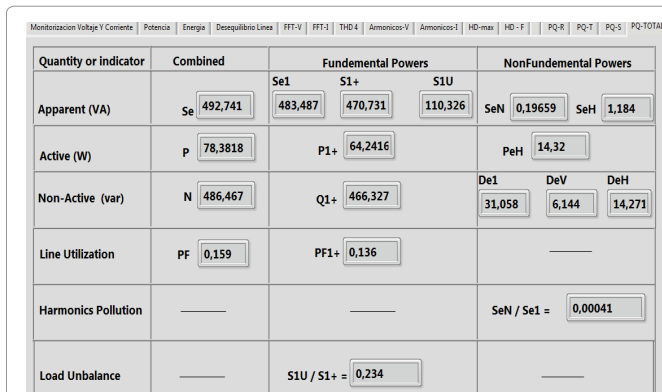 Monitorizacion Voltaje Y Corriente Potencia Energia Desequilibrio Linea FFT-V FFT-I THD 4 Armonicos-V Armonicos-I HD-max HD - F PQ-R PQ-T PQ-S PQ-TOTAL
Quantity or indicator Combined Fundemental Powers NonFundemental Powers
Se1 S1+ S1U
Apparent (VA) Se 492,741 483,487 470,731 110,326 SeN 0,19659 SeH 1,184
Active (W) P 78,3818 P1+ 64,2416 PeH 14,32
De1 DeV DeH
Non-Active (var) N 486,467 Q1+ 466,327 31,058 6,144 14,271
Line Utilization PF 0,159 PF1+ 0,136
Harmonics Pollution SeN / Se1 = 0,00041
Load Unbalance S1U / S1+ = 0,234